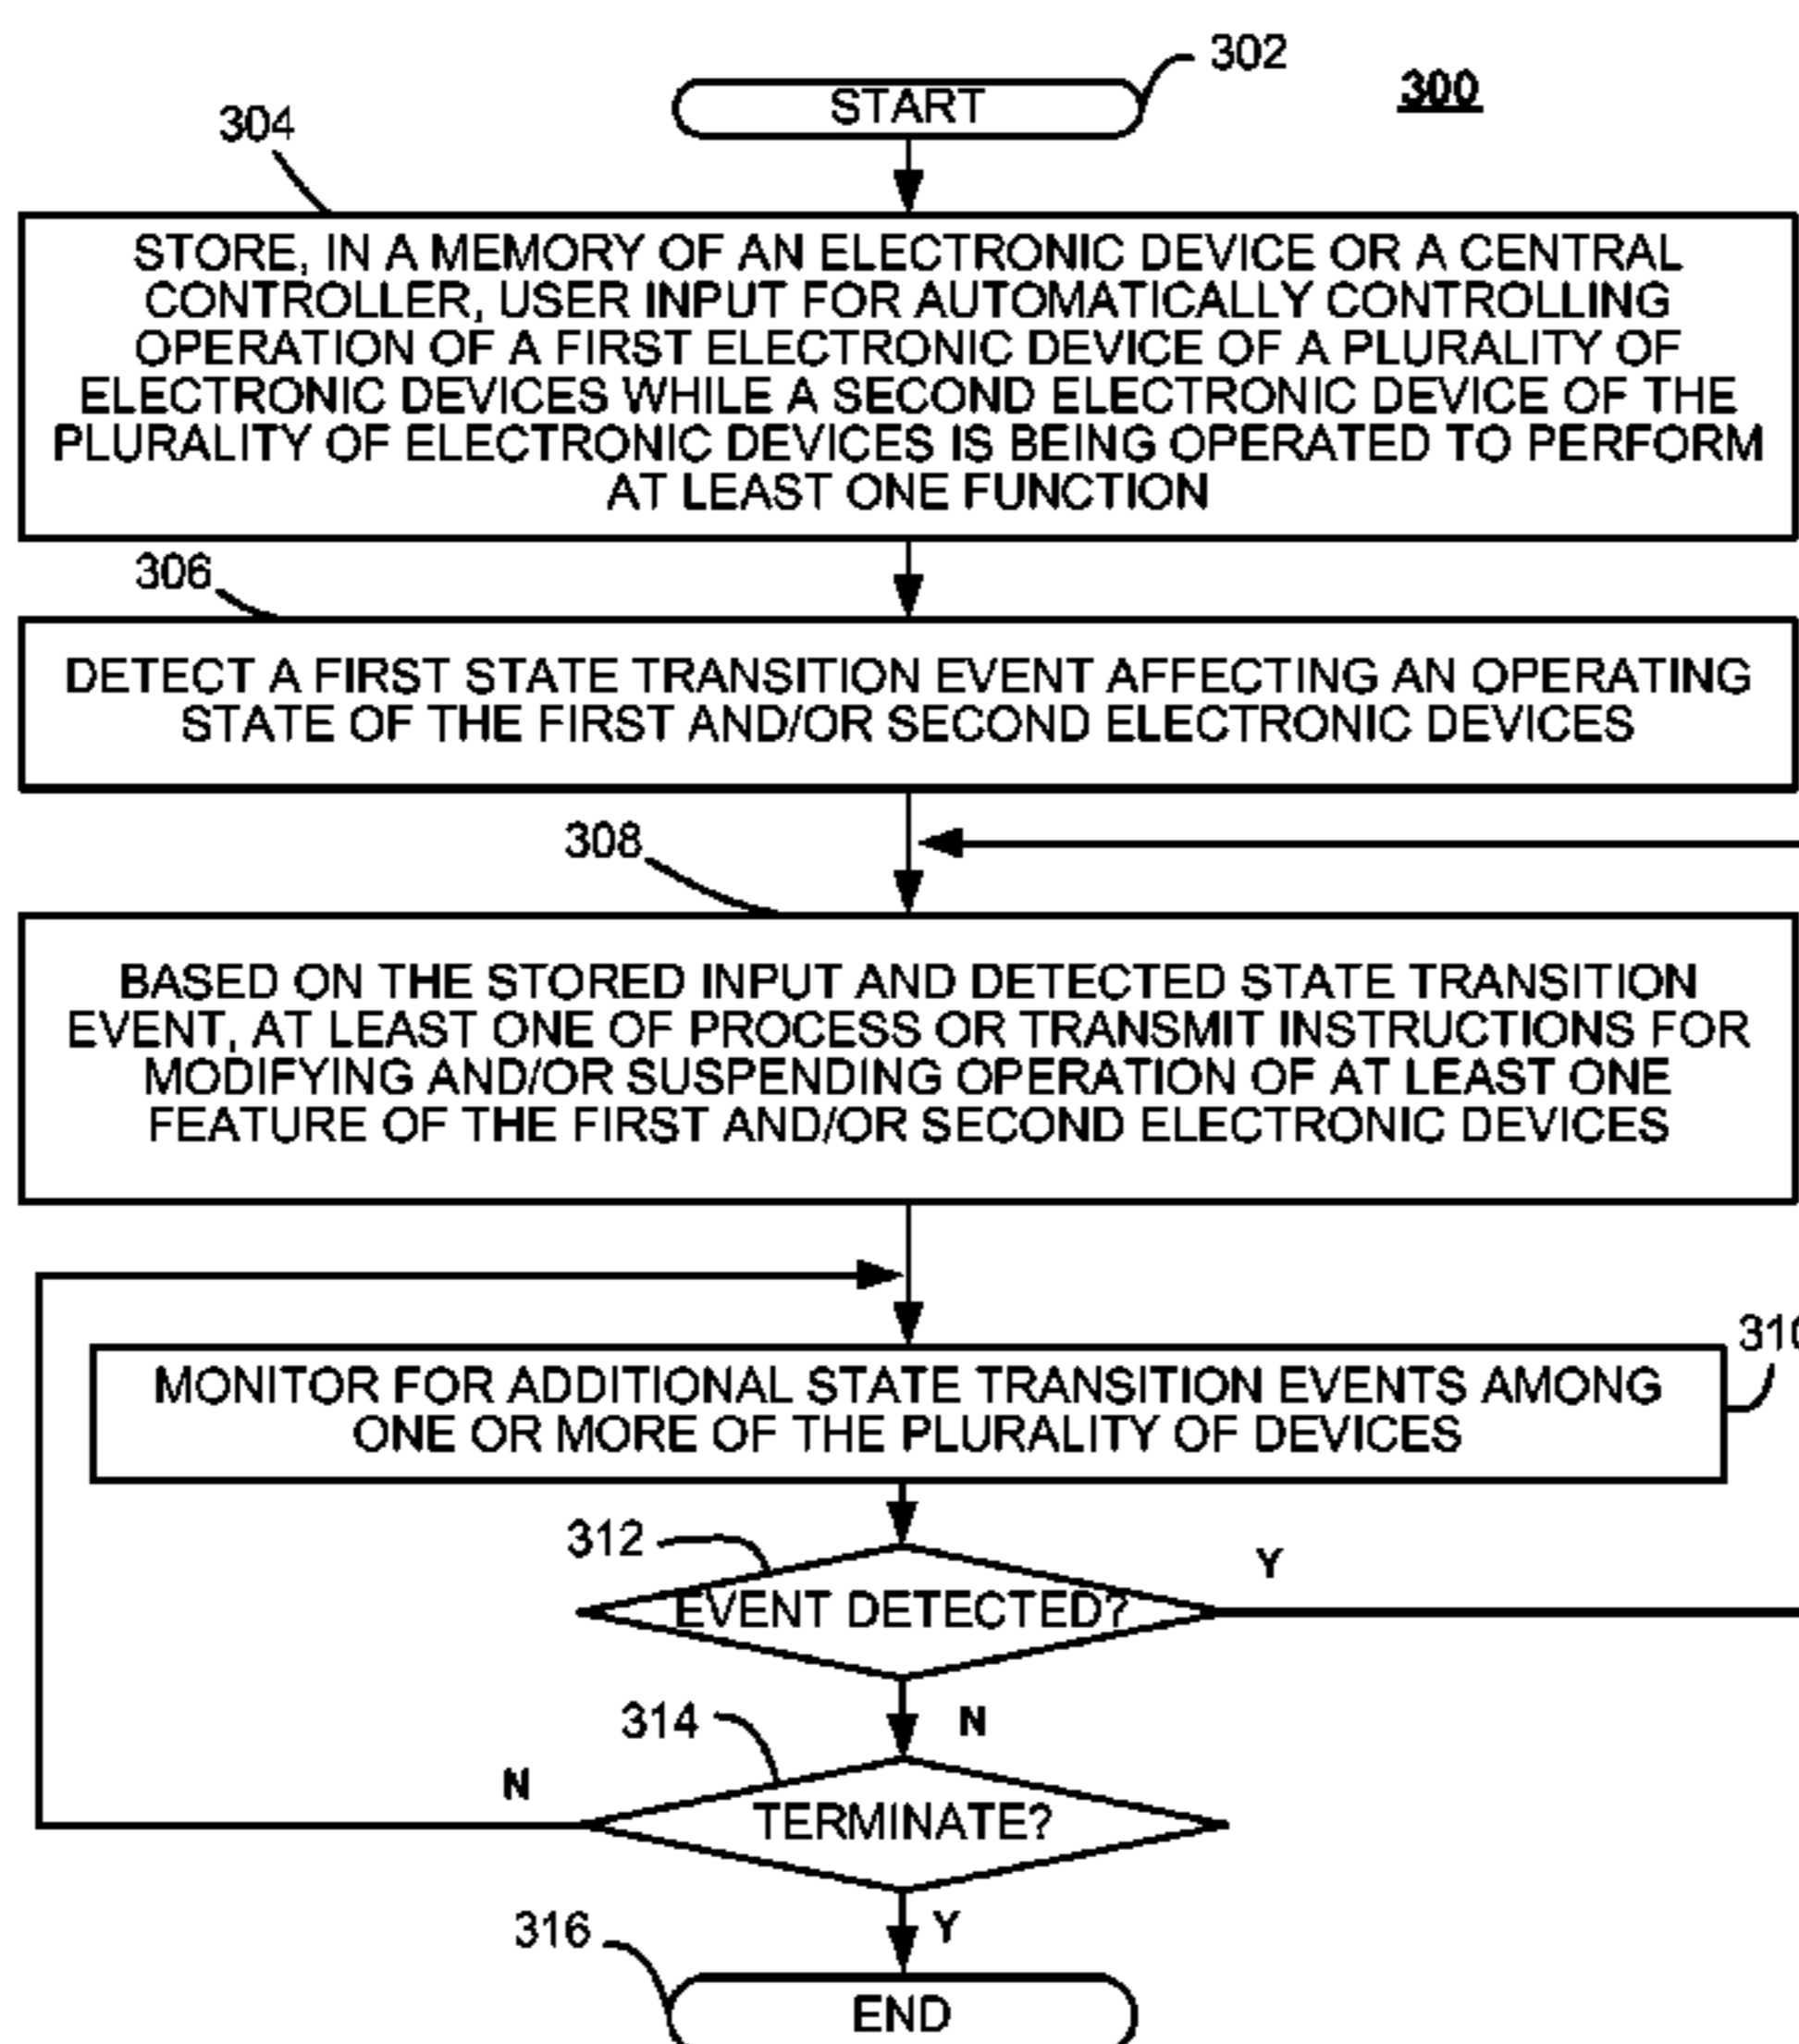 302
300
START
304
STORE, IN A MEMORY OF AN ELECTRONIC DEVICE OR A CENTRAL
CONTROLLER, USER INPUT FOR AUTOMATICALLY CONTROLLING
OPERATION OF A FIRST ELECTRONIC DEVICE OF A PLURALITY OF
ELECTRONIC DEVICES WHILE A SECOND ELECTRONIC DEVICE OF THE
PLURALITY OF ELECTRONIC DEVICES IS BEING OPERATED TO PERFORM
AT LEAST ONE FUNCTION
306
DETECT A FIRST STATE TRANSITION EVENT AFFECTING AN OPERATING
STATE OF THE FIRST AND/OR SECOND ELECTRONIC DEVICES
308
BASED ON THE STORED INPUT AND DETECTED STATE TRANSITION
EVENT, AT LEAST ONE OF PROCESS OR TRANSMIT INSTRUCTIONS FOR
MODIFYING AND/OR SUSPENDING OPERATION OF AT LEAST ONE
FEATURE OF THE FIRST AND/OR SECOND ELECTRONIC DEVICES
310
MONITOR FOR ADDITIONAL STATE TRANSITION EVENTS AMONG
ONE OR MORE OF THE PLURALITY OF DEVICES
312
Y
EVENT DETECTED?
314
N
N
TERMINATE?
316
Y
END